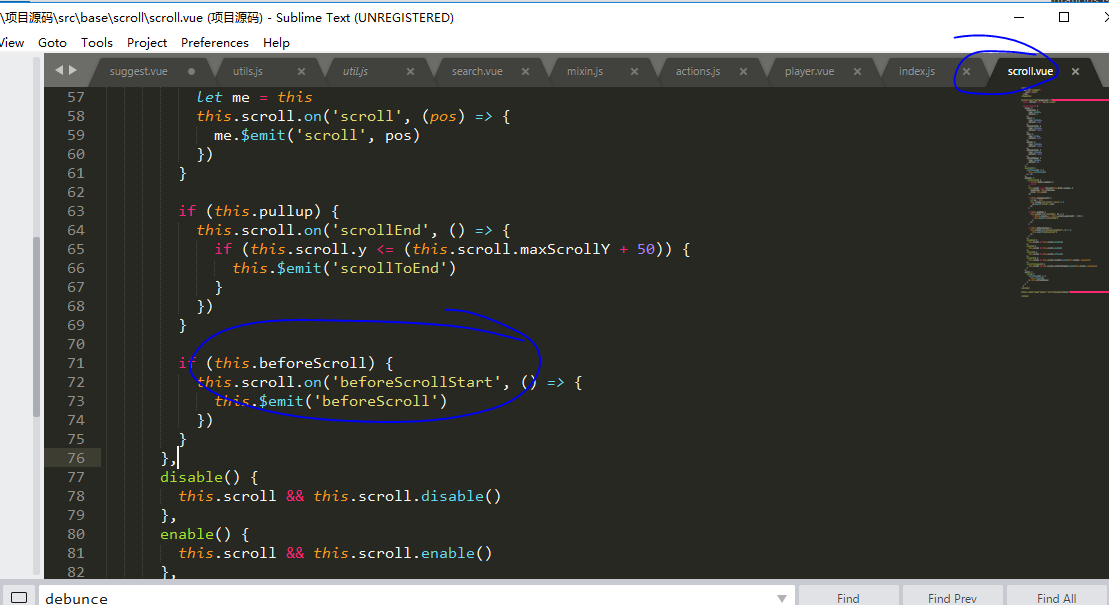 \项目源码\src\base\scroll\scroll.vue (项目源码) - Sublime Text (UNREGISTERED)
View Goto Tools Project Preferences Help
suggest.vue utils.js util.js search.vue mixin.js actions.js player.vue index.js scroll.vue
57 let me = this
58 this.scroll.on('scroll', (pos) => {
59 me.$emit('scroll', pos)
60 })
61 }
62
63 if (this.pullup) {
64 this.scroll.on('scrollEnd', () => {
65 if (this.scroll.y <= (this.scroll.maxScrollY + 50)) {
66 this.$emit('scrollToEnd')
67 }
68 })
69 }
70
71 if (this.beforeScroll) {
72 this.scroll.on('beforeScrollStart', () => {
73 this.$emit('beforeScroll')
74 })
75 }
76 },
77 disable() {
78 this.scroll && this.scroll.disable()
79 },
80 enable() {
81 this.scroll && this.scroll.enable()
82 },
debunce Find Find Prev Find All